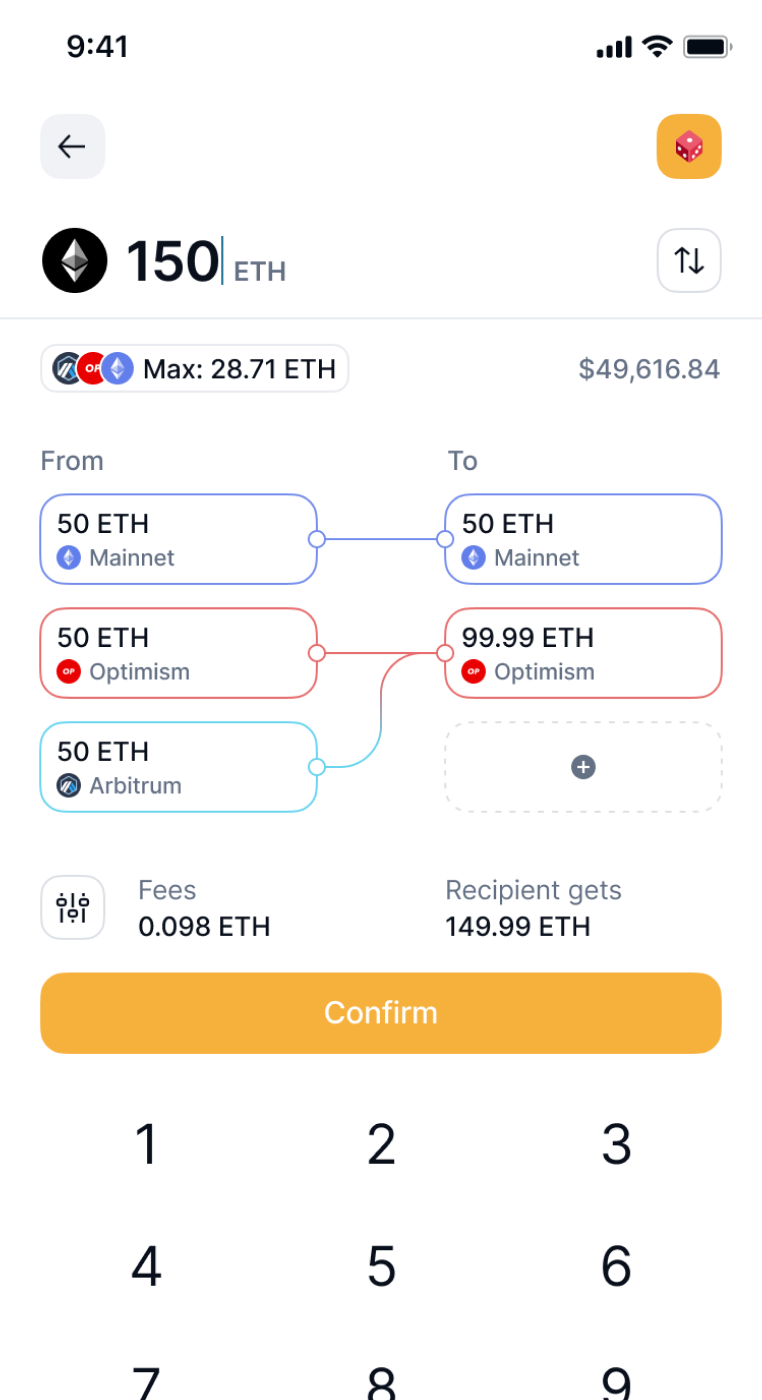 9:41
150 ETH
OP Max: 28.71 ETH $49,616.84
From To
50 ETH 50 ETH
Mainnet Mainnet
50 ETH 99.99 ETH
OP Optimism OP Optimism
50 ETH
Arbitrum
Fees Recipient gets
0.098 ETH 149.99 ETH
Confirm
1 2 3
4 5 6
7 8 9